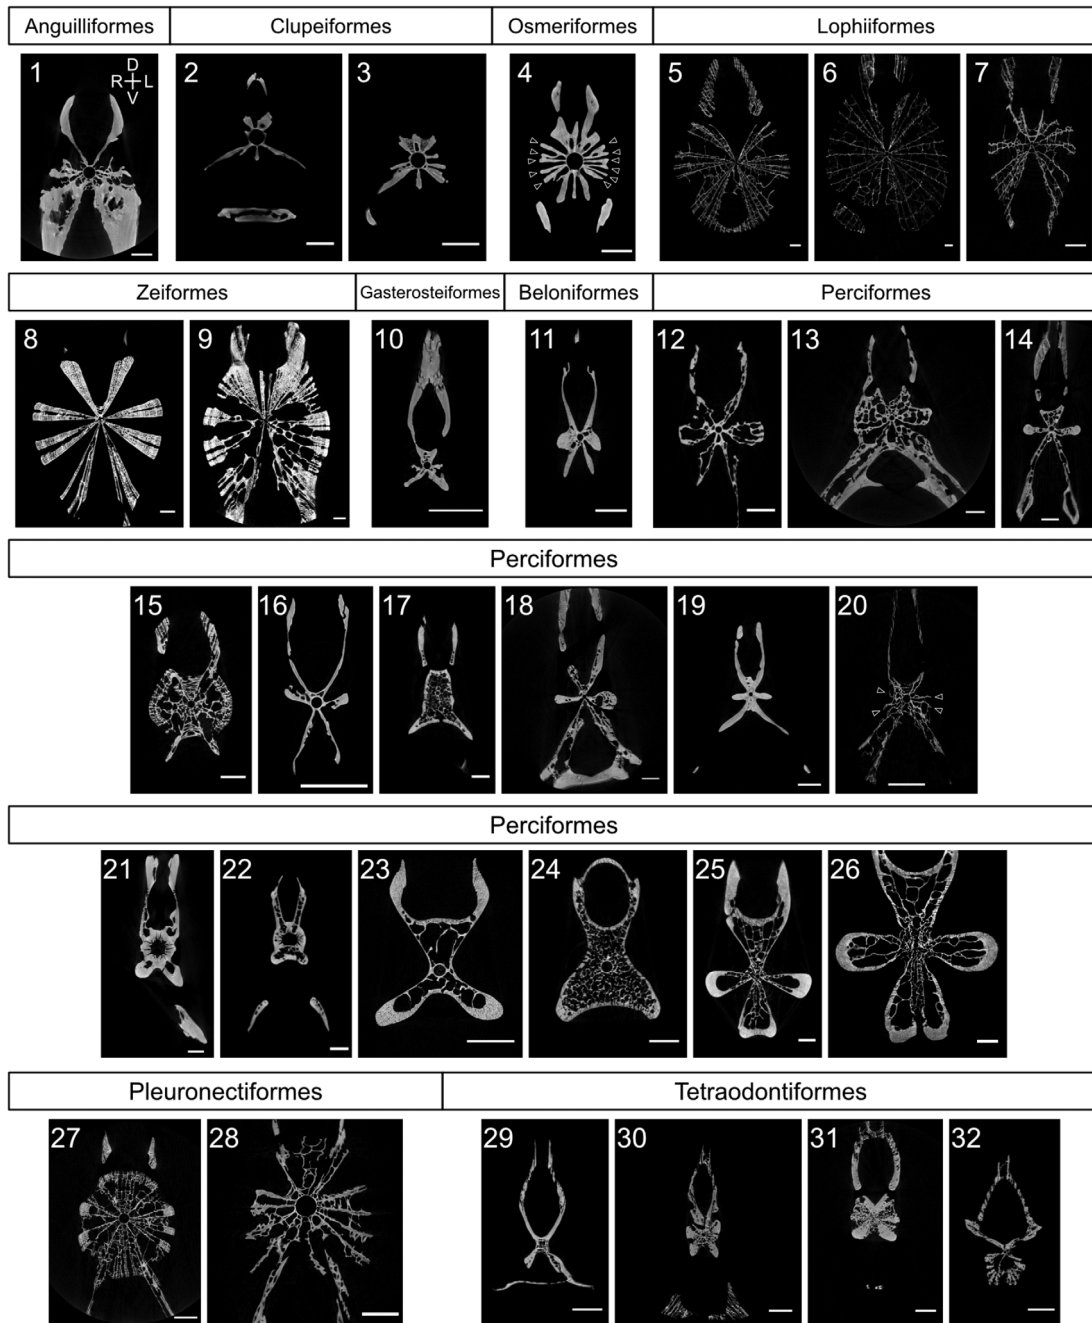 Anguilliformes Clupeiformes Osmeriformes Lophiiformes
1 D R L V 2 3 4 5 6 7
Zeiformes Gasterosteiformes Beloniformes Perciformes
8 9 10 11 12 13 14
Perciformes
15 16 17 18 19 20
Perciformes
21 22 23 24 25 26
Pleuronectiformes Tetraodontiformes
27 28 29 30 31 32